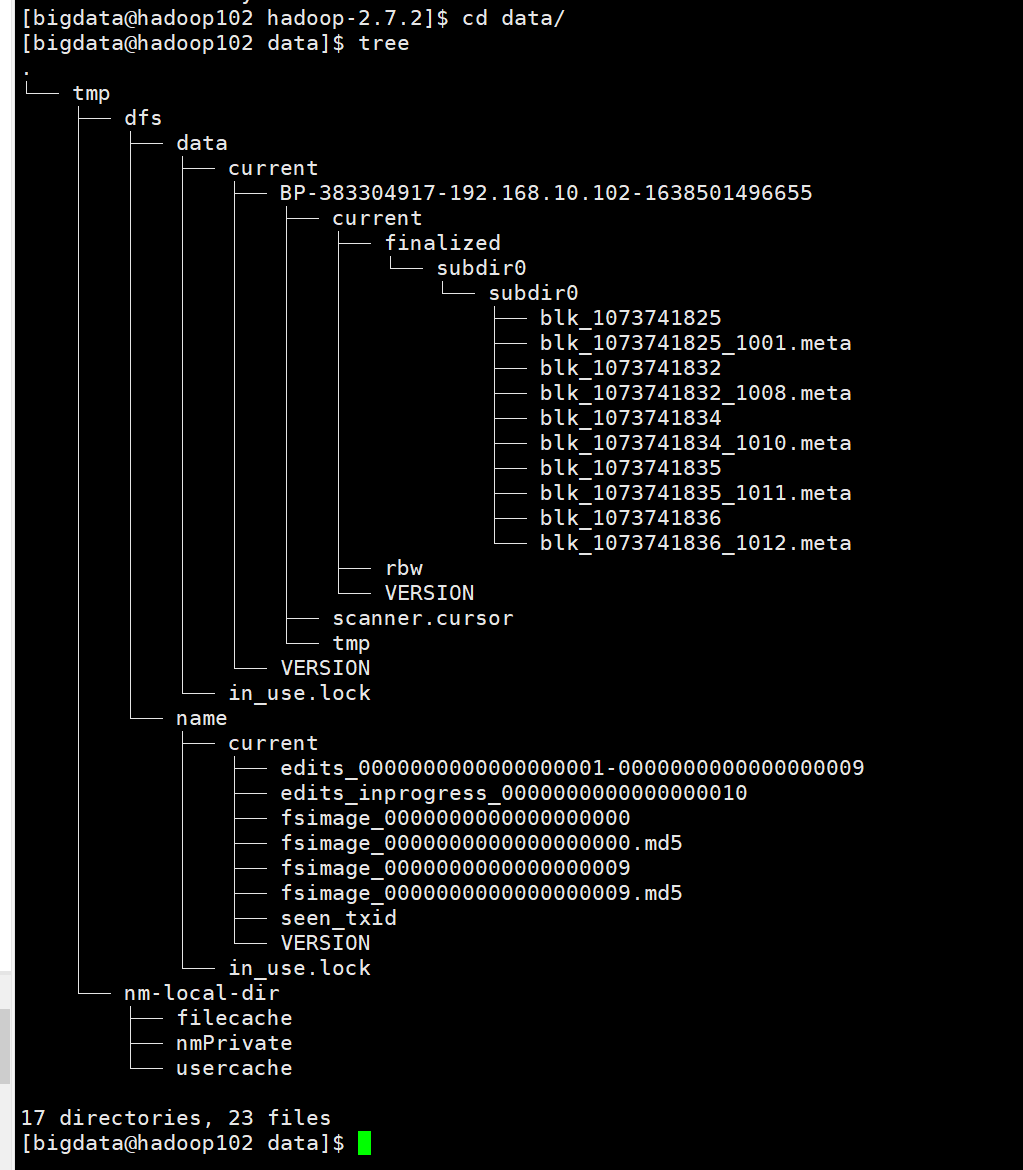 [bigdata@hadoop102 hadoop-2.7.2]$ cd data/
[bigdata@hadoop102 data]$ tree
.
└── tmp
    ├── dfs
    │   ├── data
    │   │   ├── current
    │   │   │   ├── BP-383304917-192.168.10.102-1638501496655
    │   │   │   │   ├── current
    │   │   │   │   │   ├── finalized
    │   │   │   │   │   │   └── subdir0
    │   │   │   │   │   │       └── subdir0
    │   │   │   │   │   │           ├── blk_1073741825
    │   │   │   │   │   │           ├── blk_1073741825_1001.meta
    │   │   │   │   │   │           ├── blk_1073741832
    │   │   │   │   │   │           ├── blk_1073741832_1008.meta
    │   │   │   │   │   │           ├── blk_1073741834
    │   │   │   │   │   │           ├── blk_1073741834_1010.meta
    │   │   │   │   │   │           ├── blk_1073741835
    │   │   │   │   │   │           ├── blk_1073741835_1011.meta
    │   │   │   │   │   │           ├── blk_1073741836
    │   │   │   │   │   │           └── blk_1073741836_1012.meta
    │   │   │   │   │   ├── rbw
    │   │   │   │   │   └── VERSION
    │   │   │   │   ├── scanner.cursor
    │   │   │   │   └── tmp
    │   │   │   └── VERSION
    │   │   └── in_use.lock
    │   └── name
    │       ├── current
    │       │   ├── edits_0000000000000000001-0000000000000000009
    │       │   ├── edits_inprogress_0000000000000000010
    │       │   ├── fsimage_0000000000000000000
    │       │   ├── fsimage_0000000000000000000.md5
    │       │   ├── fsimage_0000000000000000009
    │       │   ├── fsimage_0000000000000000009.md5
    │       │   ├── seen_txid
    │       │   └── VERSION
    │       └── in_use.lock
    └── nm-local-dir
        ├── filecache
        ├── nmPrivate
        └── usercache
17 directories, 23 files
[bigdata@hadoop102 data]$